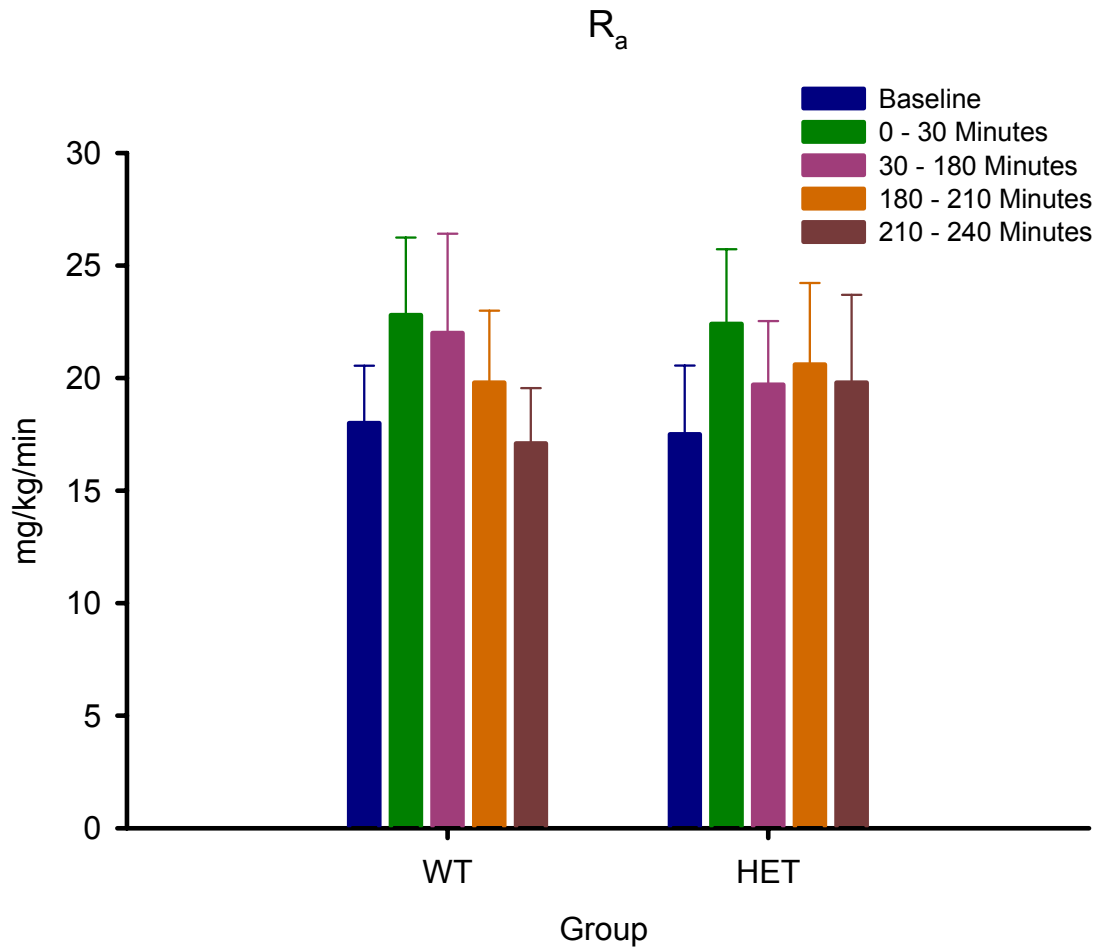 Ra
Baseline
0 - 30 Minutes
30 - 180 Minutes
180 - 210 Minutes
210 - 240 Minutes
30
25
20
15
10
5
0
mg/kg/min
WT HET
Group